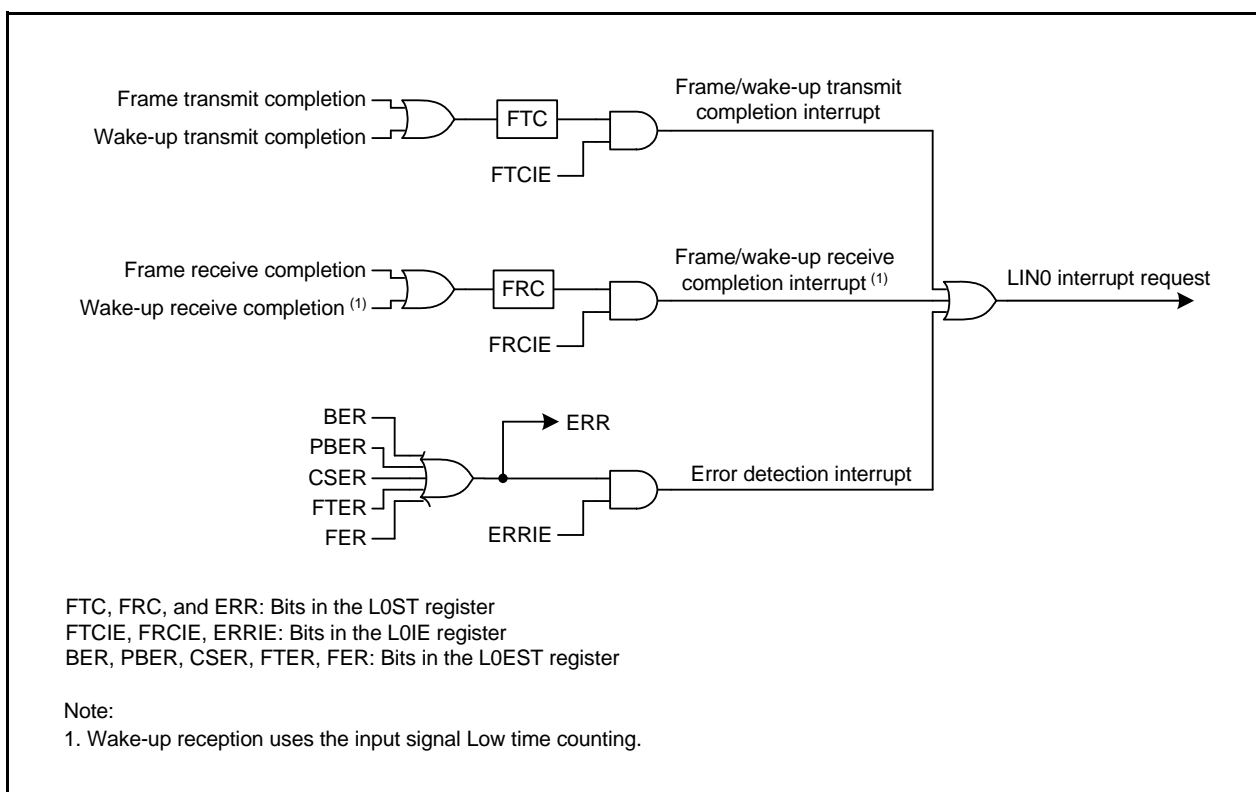 Frame transmit completion
Wake-up transmit completion
FTC
FTCIE
Frame/wake-up transmit
completion interrupt
Frame receive completion
Wake-up receive completion (1)
FRC
FRCIE
Frame/wake-up receive
completion interrupt (1)
LIN0 interrupt request
BER
PBER
CSER
FTER
FER
ERR
ERRIE
Error detection interrupt
FTC, FRC, and ERR: Bits in the L0ST register
FTCIE, FRCIE, ERRIE: Bits in the L0IE register
BER, PBER, CSER, FTER, FER: Bits in the L0EST register
Note:
1. Wake-up reception uses the input signal Low time counting.